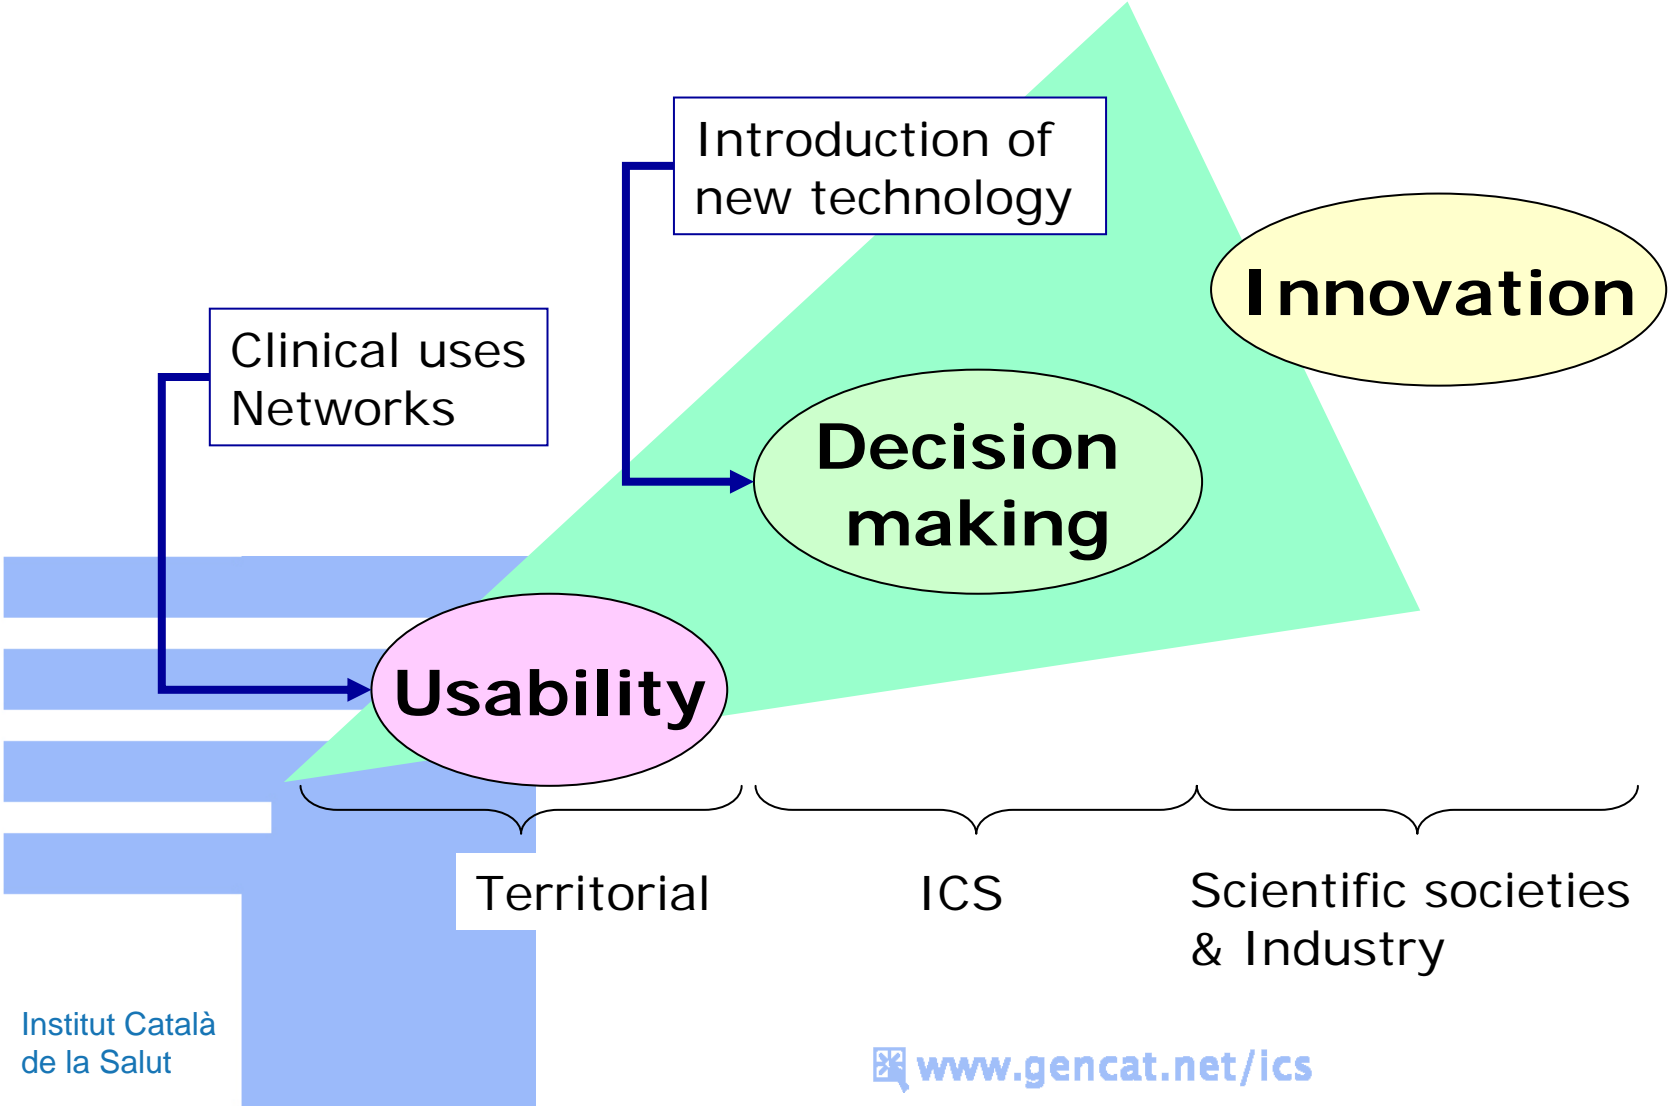 Introduction of
new technology
Innovation
Clinical uses
Networks
Decision
making
Usability
Territorial
ICS
Scientific societies
& Industry
Institut Català
de la Salut
www.gencat.net/ics